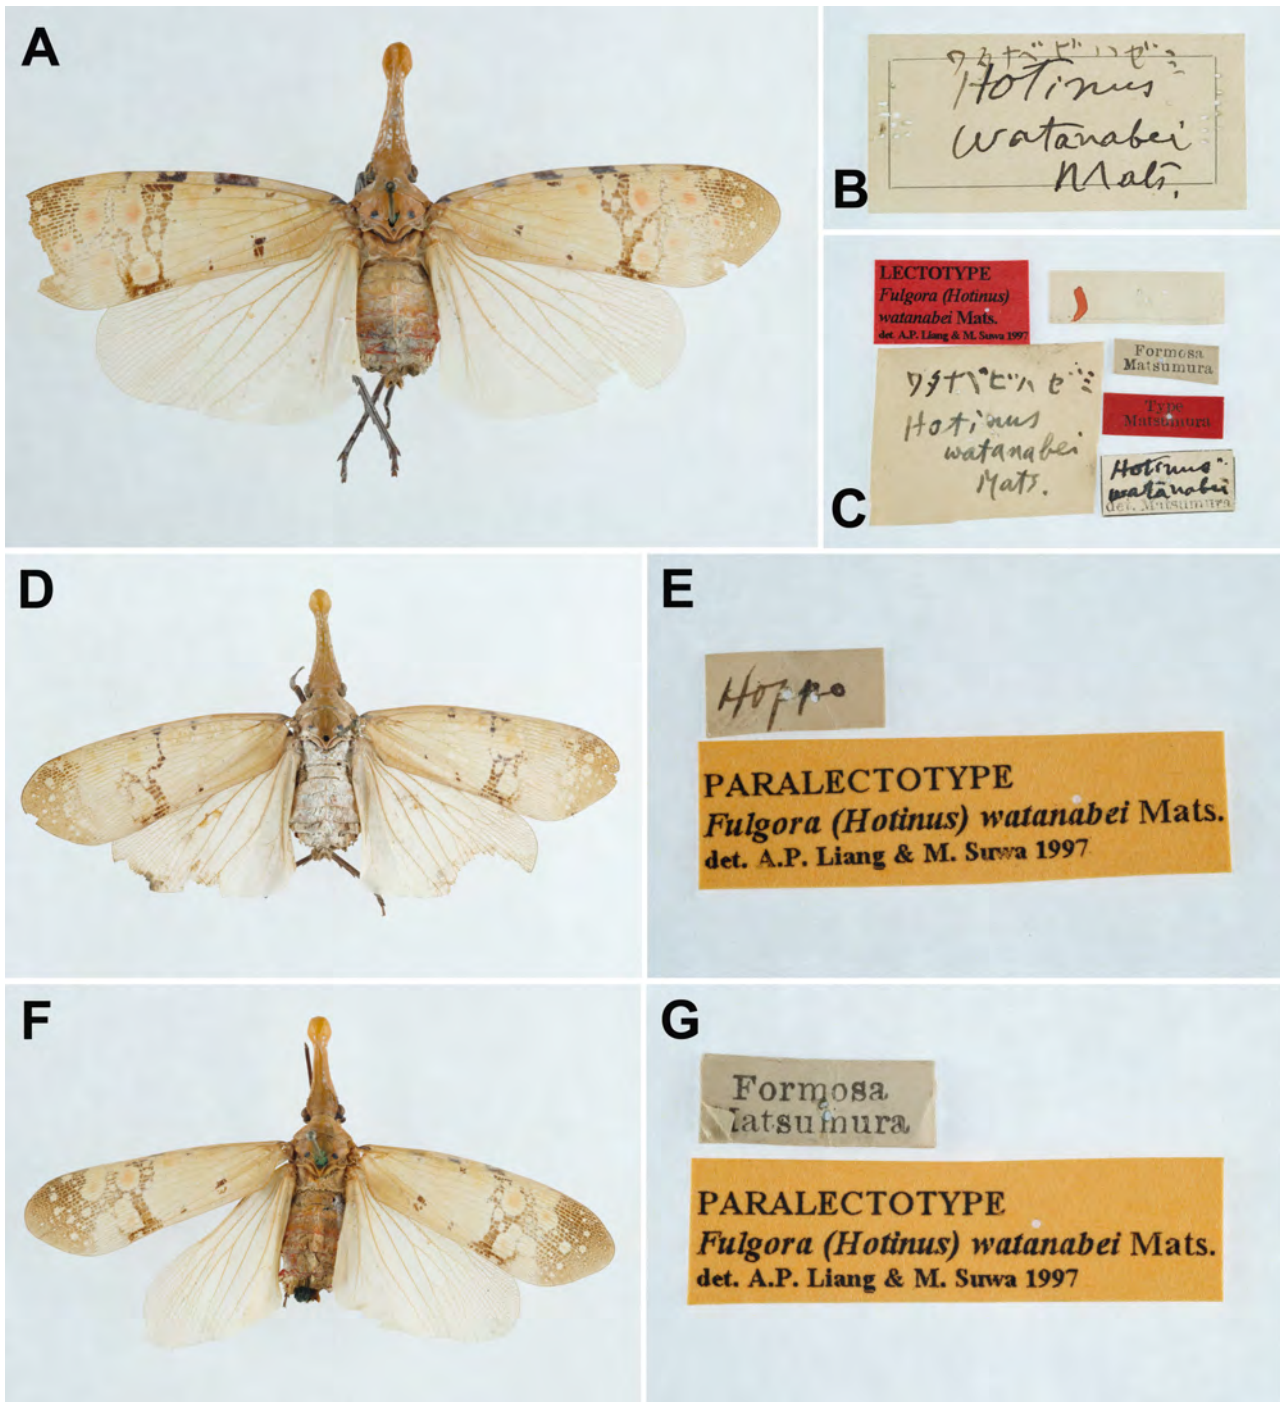 A
B
ワタナベビハゼミ
Hotinus
watanabei
Mats.
C
LECTOTYPE
Fulgora (Hotinus)
watanabei Mats.
det. A.P. Liang & M. Suwa 1997
Formosa
Matsumura
Type
Matsumura
ワタナベビハゼミ
Hotinus
watanabei
Mats.
Hotinus
watanabei
det. Matsumura
D
E
Hoppo
PARALECTOTYPE
Fulgora (Hotinus) watanabei Mats.
det. A.P. Liang & M. Suwa 1997
F
G
Formosa
Matsumura
PARALECTOTYPE
Fulgora (Hotinus) watanabei Mats.
det. A.P. Liang & M. Suwa 1997